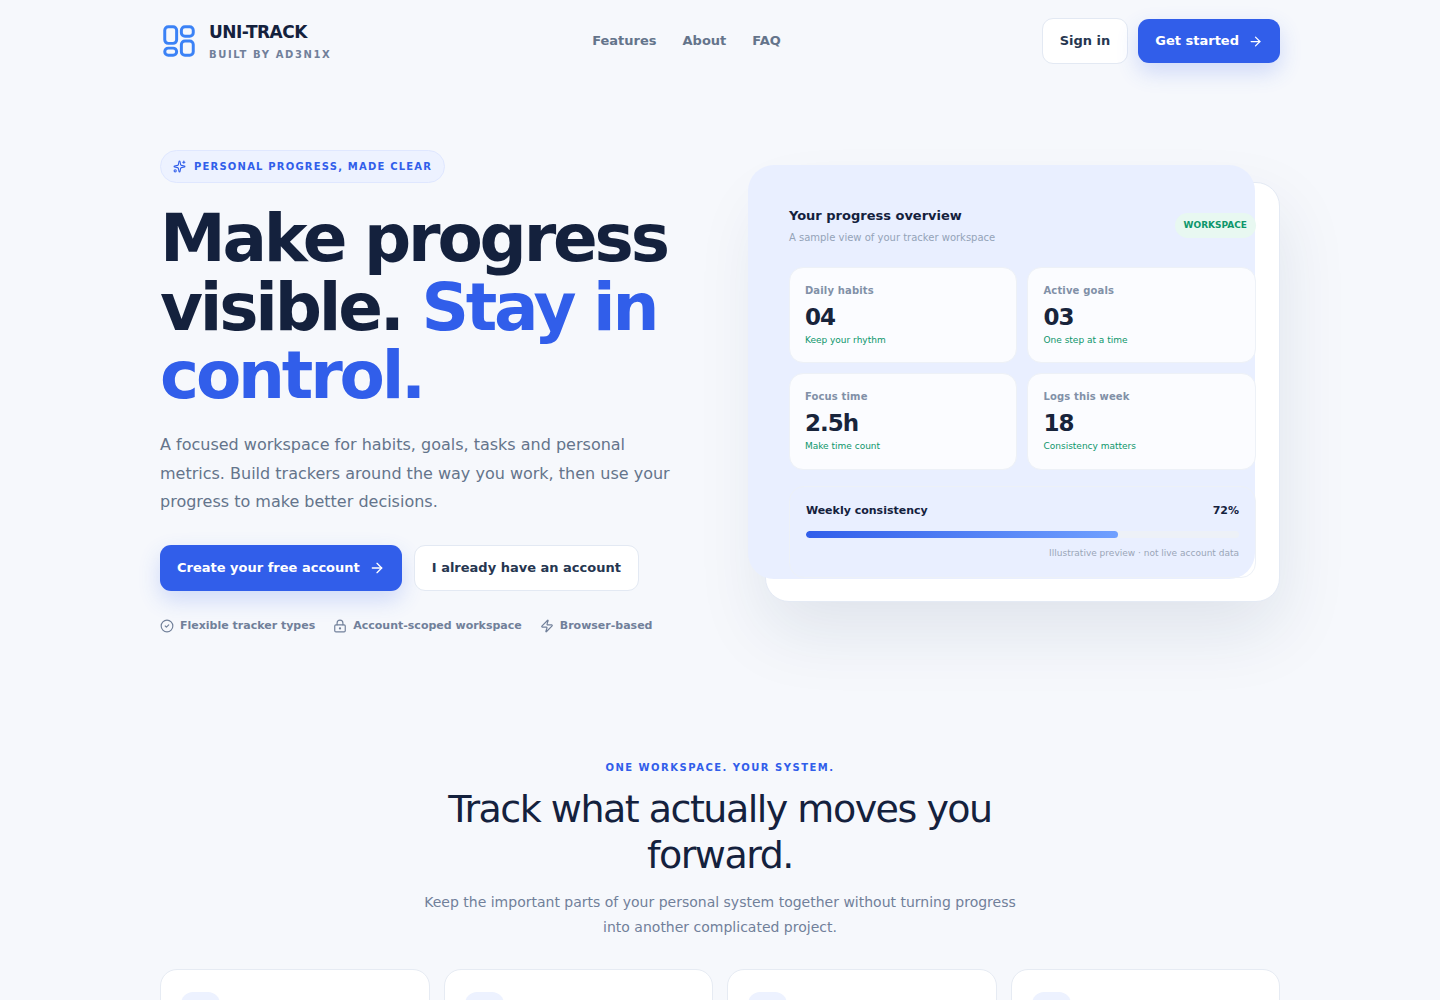 UNI-TRACK
BUILT BY AD3N1X
Features
About
FAQ
Sign in
Get started
PERSONAL PROGRESS, MADE CLEAR
Make progress
visible. Stay in
control.
A focused workspace for habits, goals, tasks and personal
metrics. Build trackers around the way you work, then use your
progress to make better decisions.
Create your free account
I already have an account
Flexible tracker types
Account-scoped workspace
Browser-based
Your progress overview
A sample view of your tracker workspace
WORKSPACE
Daily habits
04
Keep your rhythm
Active goals
03
One step at a time
Focus time
2.5h
Make time count
Logs this week
18
Consistency matters
Weekly consistency
72%
Illustrative preview · not live account data
ONE WORKSPACE. YOUR SYSTEM.
Track what actually moves you
forward.
Keep the important parts of your personal system together without turning progress
into another complicated project.